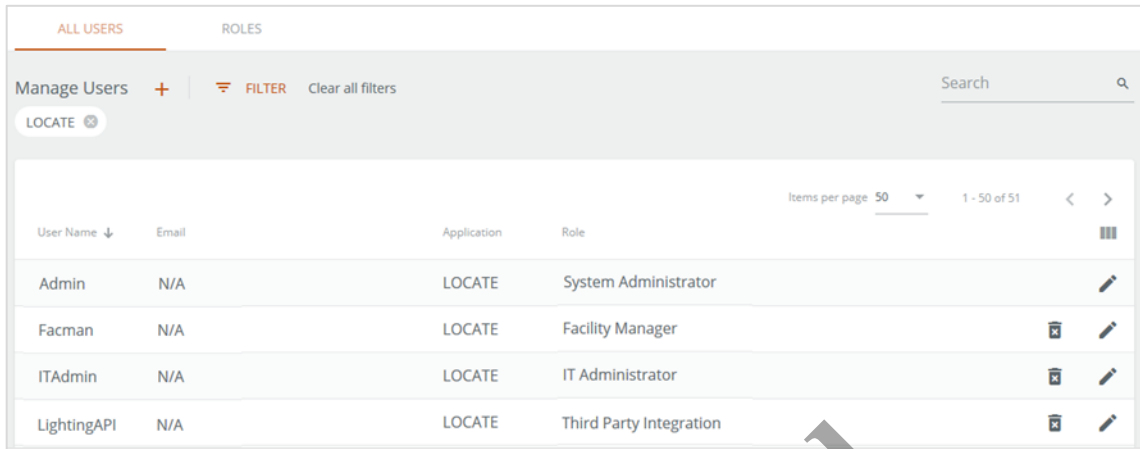 ALL USERS ROLES
Manage Users + FILTER Clear all filters Search
LOCATE
Items per page 50 1 - 50 of 51
User Name Email Application Role
Admin N/A LOCATE System Administrator
Facman N/A LOCATE Facility Manager
ITAdmin N/A LOCATE IT Administrator
LightingAPI N/A LOCATE Third Party Integration